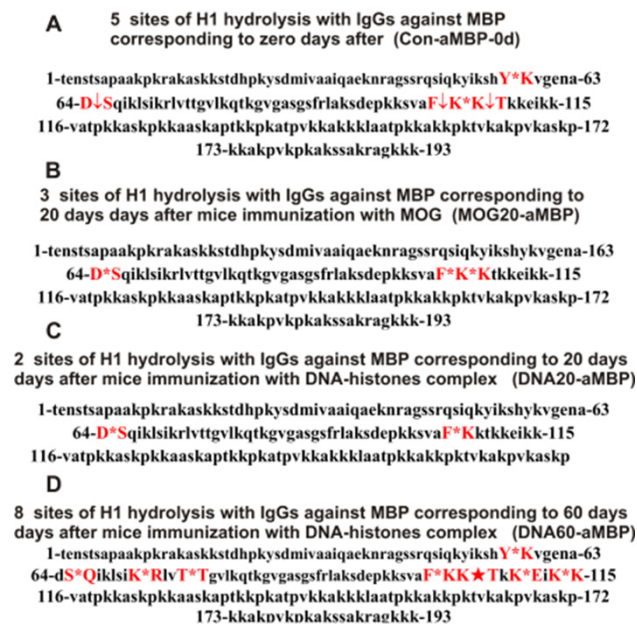 A
5 sites of H1 hydrolysis with IgGs against MBP
corresponding to zero days after (Con-aMBP-0d)
1-tenstsapaakpkrakaskkstdhpkysdmivaaiqaeknragssrqsiqkyikshY*Kvgena-63
64-D↓SqiklsikrlvttgvlkqtkgvgasgsfrlaksdepkksvaF↓K*K↓Tkkeikk-115
116-vatpkkaskpkkaaskaptkkpkatpvkkakkklaatpkkakkpktvkakpvkaskp-172
173-kkakpvkpkakssakragkkk-193
B
3 sites of H1 hydrolysis with IgGs against MBP corresponding to
20 days days after mice immunization with MOG (MOG20-aMBP)
1-tenstsapaakpkrakaskkstdhpkysdmivaaiqaeknragssrqsiqkyikshykvgena-163
64-D*SqiklsikrlvttgvlkqtkgvgasgsfrlaksdepkksvaF*K*Ktkkeikk-115
116-vatpkkaskpkkaaskaptkkpkatpvkkakkklaatpkkakkpktvkakpvkaskp-172
173-kkakpvkpkakssakragkkk-193
C
2 sites of H1 hydrolysis with IgGs against MBP corresponding to 20 days
days after mice immunization with DNA-histones complex (DNA20-aMBP)
1-tenstsapaakpkrakaskkstdhpkysdmivaaiqaeknragssrqsiqkyikshykvgena-63
64-D*SqiklsikrlvttgvlkqtkgvgasgsfrlaksdepkksvaF*Kktkkeikk-115
116-vatpkkaskpkkaaskaptkkpkatpvkkakkklaatpkkakkpktvkakpvkaskp
D
8 sites of H1 hydrolysis with IgGs against MBP corresponding to 60 days
days after mice immunization with DNA-histones complex (DNA60-aMBP)
1-tenstsapaakpkrakaskkstdhpkysdmivaaiqaeknragssrqsiqkyikshY*Kvgena-63
64-dS*QiklsiK*RlvT*TgvlkqtkgvgasgsfrlaksdepkksvaF*KK★TkK*EiK*K-115
116-vatpkkaskpkkaaskaptkkpkatpvkkakkklaatpkkakkpktvkakpvkaskp-172
173-kkakpvkpkakssakragkkk-193